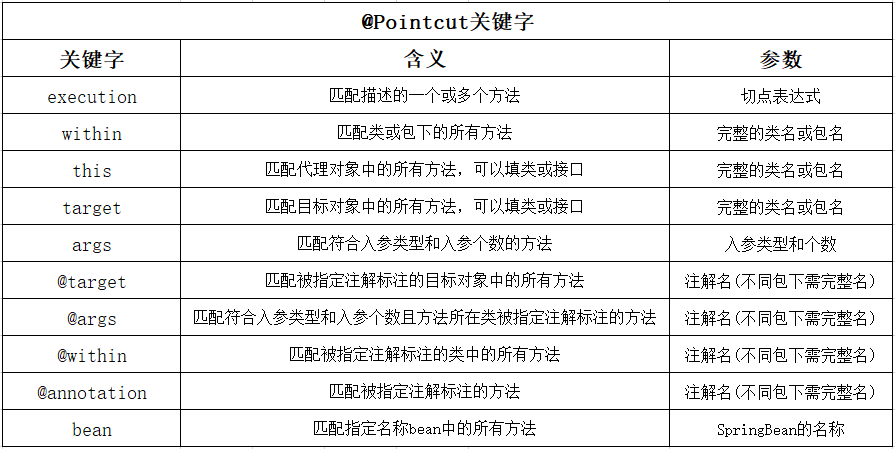 @Pointcut关键字
关键字 含义 参数
execution 匹配描述的一个或多个方法 切点表达式
within 匹配类或包下的所有方法 完整的类名或包名
this 匹配代理对象中的所有方法，可以填类或接口 完整的类名或包名
target 匹配目标对象中的所有方法，可以填类或接口 完整的类名或包名
args 匹配符合入参类型和入参个数的方法 入参类型和个数
@target 匹配被指定注解标注的目标对象中的所有方法 注解名(不同包下需完整名)
@args 匹配符合入参类型和入参个数且方法所在类被指定注解标注的方法 注解名(不同包下需完整名)
@within 匹配被指定注解标注的类中的所有方法 注解名(不同包下需完整名)
@annotation 匹配被指定注解标注的方法 注解名(不同包下需完整名)
bean 匹配指定名称bean中的所有方法 SpringBean的名称